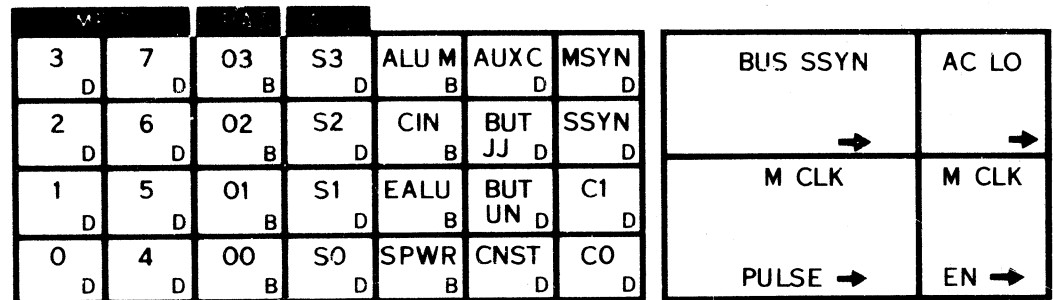 3 D 7 D 03 B S3 D ALU M B AUX C D MSYN D
2 D 6 D 02 B S2 D CIN B BUT JJ D SSYN D
1 D 5 D 01 B S1 D EALU B BUT UN D C1 D
0 D 4 D 00 B S0 D SPWR B CNST D C0 D
BUS SSYN
AC LO
M CLK
PULSE
M CLK
EN